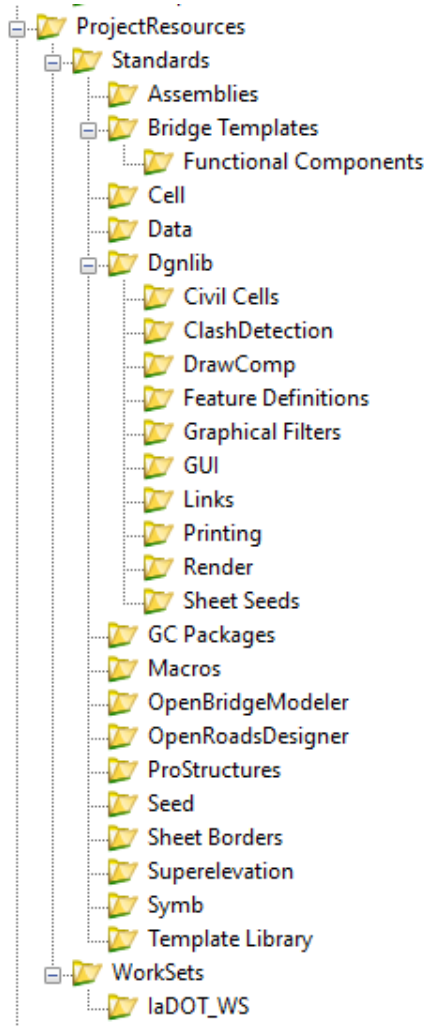 ProjectResources
Standards
Assemblies
Bridge Templates
Functional Components
Cell
Data
Dgnlib
Civil Cells
ClashDetection
DrawComp
Feature Definitions
Graphical Filters
GUI
Links
Printing
Render
Sheet Seeds
GC Packages
Macros
OpenBridgeModeler
OpenRoadsDesigner
ProStructures
Seed
Sheet Borders
Superelevation
Symb
Template Library
WorkSets
IaDOT_WS